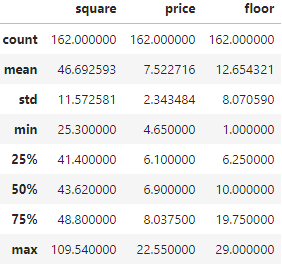 square price floor
count 162.000000 162.000000 162.000000
mean 46.692593 7.522716 12.654321
std 11.572581 2.343484 8.070590
min 25.300000 4.650000 1.000000
25% 41.400000 6.100000 6.250000
50% 43.620000 6.900000 10.000000
75% 48.800000 8.037500 19.750000
max 109.540000 22.550000 29.000000